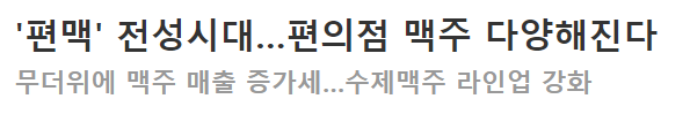 '편맥' 전성시대...편의점 맥주 다양해진다
무더위에 맥주 매출 증가세...수제맥주 라인업 강화